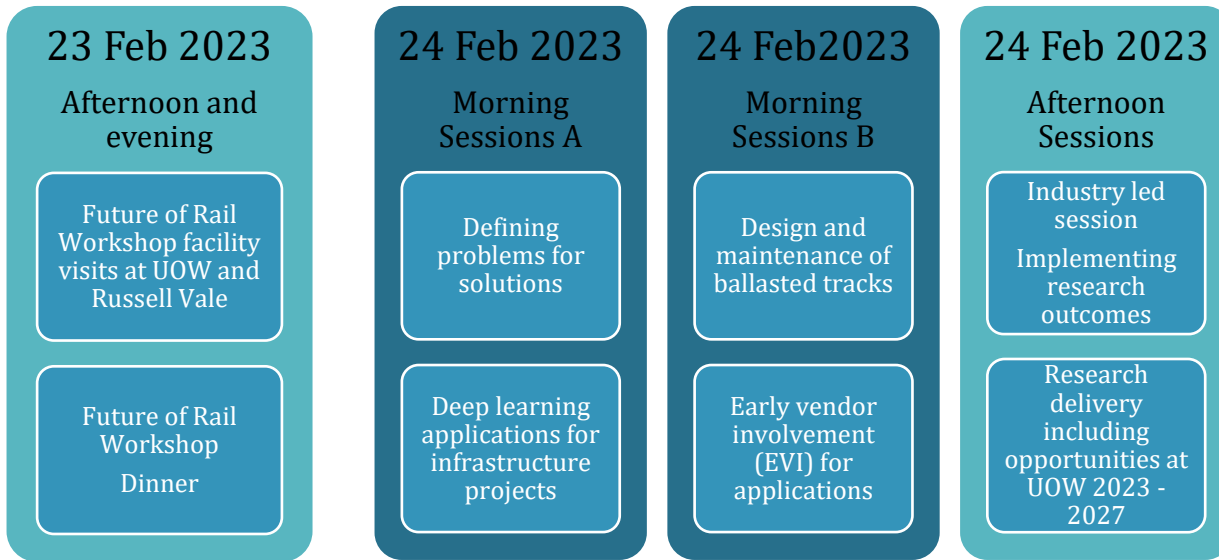 23 Feb 2023
Afternoon and
evening
Future of Rail
Workshop facility
visits at UOW and
Russell Vale
Future of Rail
Workshop
Dinner
24 Feb 2023
Morning
Sessions A
Defining
problems for
solutions
Deep learning
applications for
infrastructure
projects
24 Feb2023
Morning
Sessions B
Design and
maintenance of
ballasted tracks
Early vendor
involvement
(EVI) for
applications
24 Feb 2023
Afternoon
Sessions
Industry led
session
Implementing
research
outcomes
Research
delivery
including
opportunities at
UOW 2023 -
2027